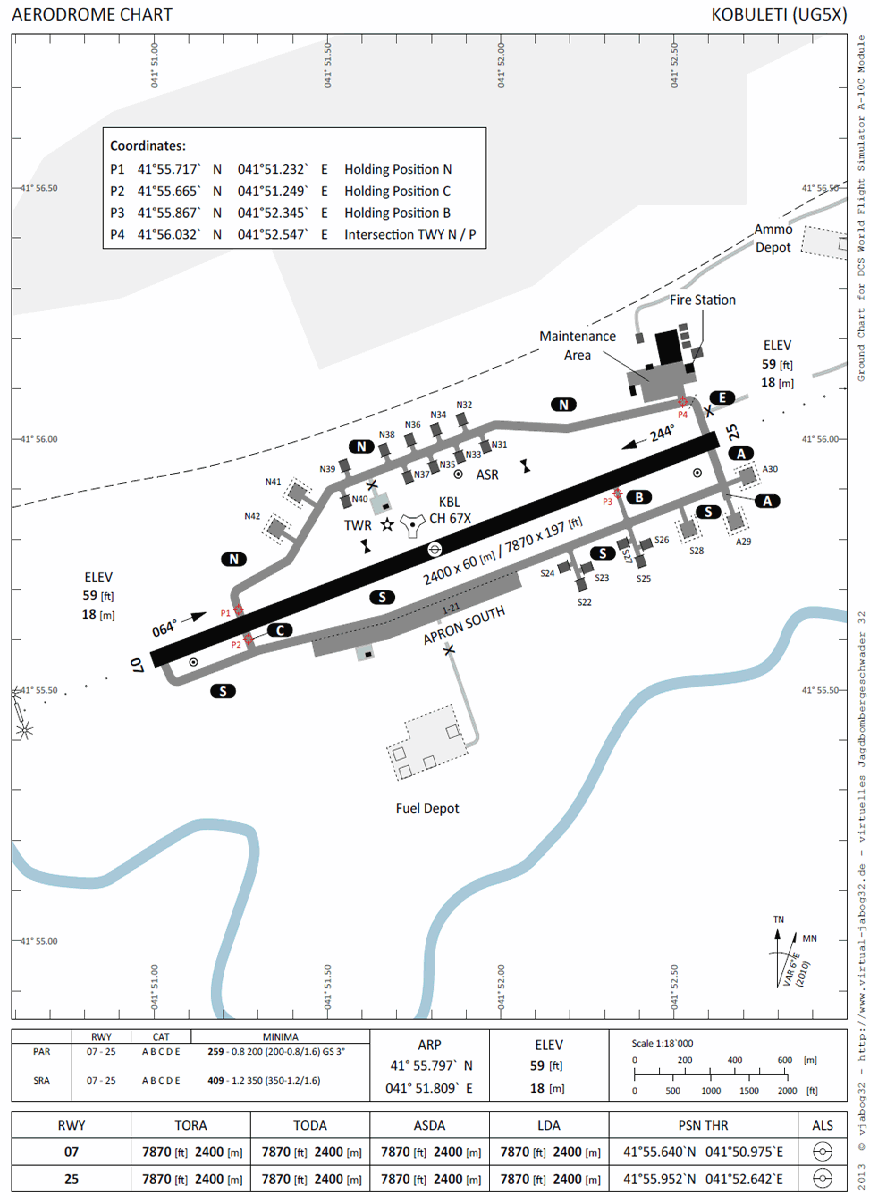 AERODROME CHART
KOBULETI (UG5X)
041° 51.00
041° 51.50
041° 52.00
041° 52.50
Coordinates:
P1 41°55.717` N 041°51.232` E Holding Position N
P2 41°55.665` N 041°51.249` E Holding Position C
P3 41°55.867` N 041°52.345` E Holding Position B
P4 41°56.032` N 041°52.547` E Intersection TWY N / P
41° 56.50
41° 56.50
Ammo
Depot
Fire Station
Maintenance
Area
ELEV
59 [ft]
18 [m]
E
P4
N
N32
N34
N36
N38
N
N31
N33
N35
N37
N39
N40
N41
N42
41° 56.00
41° 56.00
244°
25
A
A30
ASR
KBL
CH 67X
TWR
P3
B
A
S
A29
S28
S26
S27
S25
S
S24
S23
S22
2400 x 60 [m] / 7870 x 197 [ft]
N
ELEV
59 [ft]
18 [m]
S
1-21
APRON SOUTH
P1
064°
C
P2
07
S
41° 55.50
41° 55.50
Fuel Depot
41° 55.00
TN
MN
VAR 6°E
(2010)
041° 51.00
041° 51.50
041° 52.00
041° 52.50
RWY CAT MINIMA
PAR 07 - 25 A B C D E 259 - 0.8 200 (200-0.8/1.6) GS 3°
SRA 07 - 25 A B C D E 409 - 1.2 350 (350-1.2/1.6)
ARP
41° 55.797` N
041° 51.809` E
ELEV
59 [ft]
18 [m]
Scale 1:18`000
0 200 400 600 [m]
0 500 1000 1500 2000 [ft]
RWY TORA TODA ASDA LDA PSN THR ALS
07 7870 [ft] 2400 [m] 7870 [ft] 2400 [m] 7870 [ft] 2400 [m] 7870 [ft] 2400 [m] 41°55.640`N 041°50.975`E
25 7870 [ft] 2400 [m] 7870 [ft] 2400 [m] 7870 [ft] 2400 [m] 7870 [ft] 2400 [m] 41°55.952`N 041°52.642`E
2013 © vjabog32 - http://www.virtual-jabog32.de - virtuelles Jagdbombergeschwader 32
Ground Chart for DCS World Flight Simulator A-10C Module